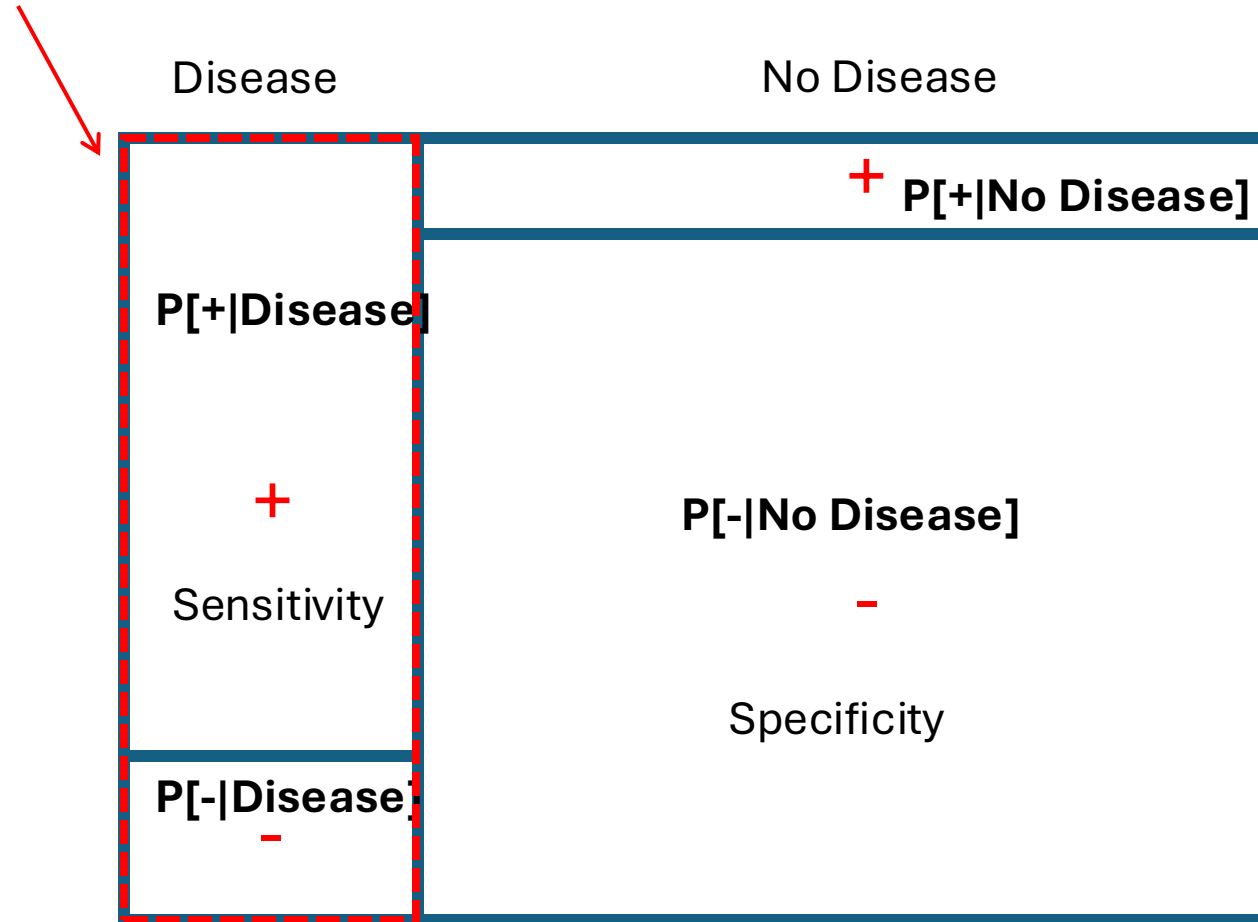 Disease
No Disease
+
P[+|No Disease]
P[+|Disease]
+
Sensitivity
P[-|No Disease]
-
Specificity
P[-|Disease]
-